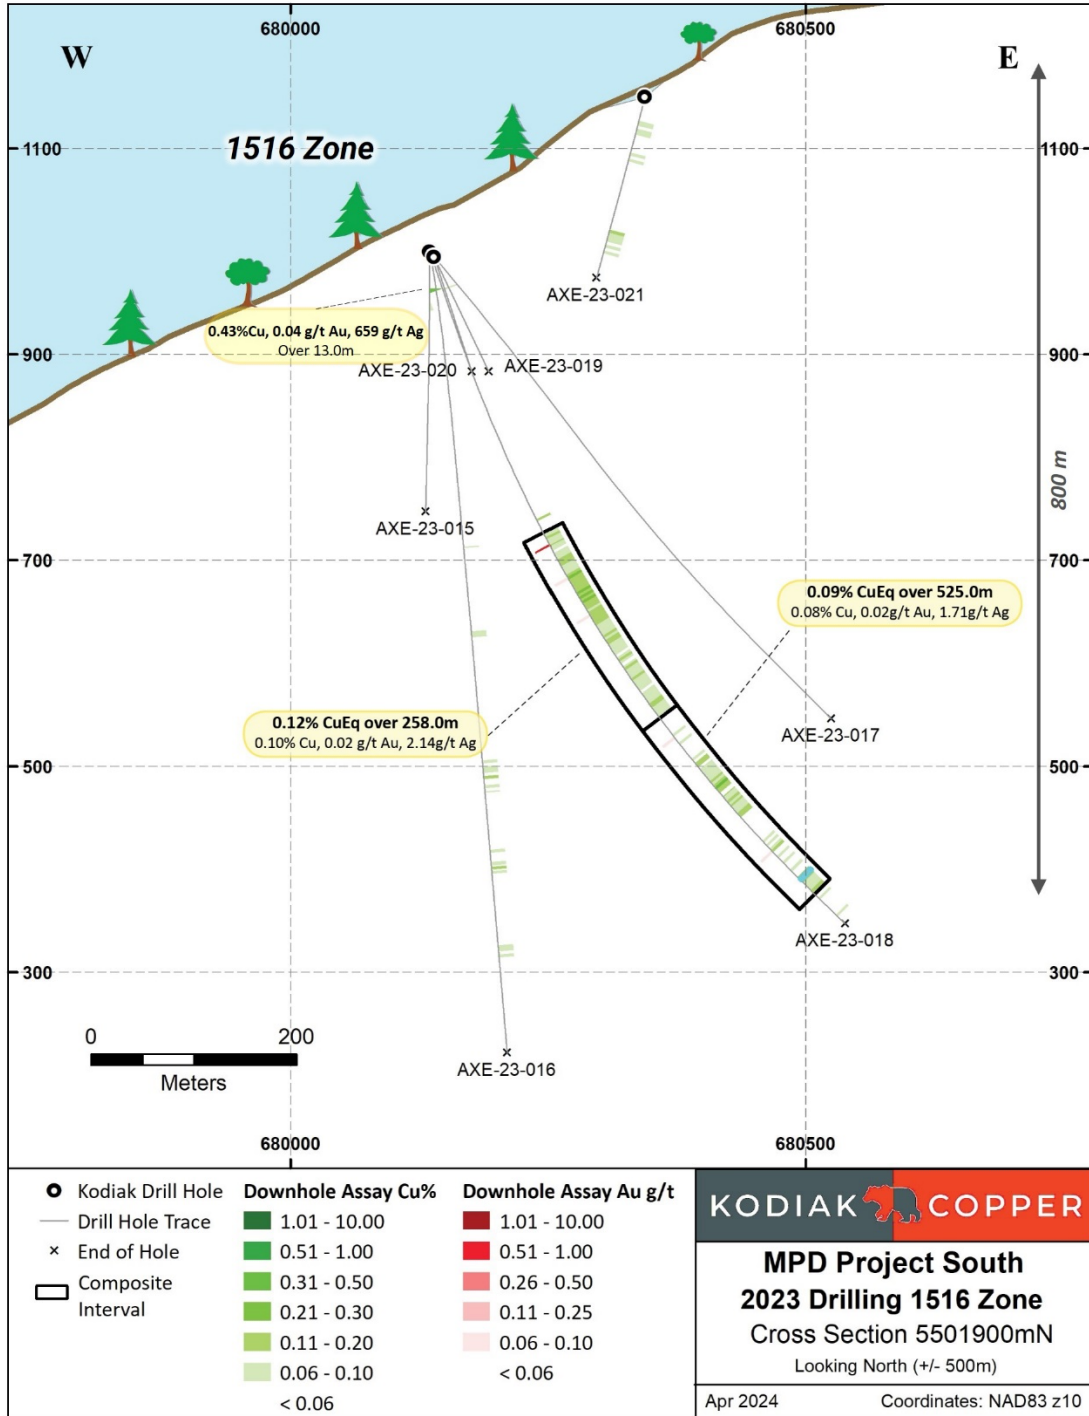 680000
680500
W
E
1516 Zone
1100
1100
AXE-23-021
0.43%Cu, 0.04 g/t Au, 659 g/t Ag
Over 13.0m
900
900
AXE-23-020
AXE-23-019
800 m
AXE-23-015
700
700
0.09% CuEq over 525.0m
0.08% Cu, 0.02g/t Au, 1.71g/t Ag
0.12% CuEq over 258.0m
0.10% Cu, 0.02 g/t Au, 2.14g/t Ag
AXE-23-017
500
500
AXE-23-018
300
300
0
200
Meters
AXE-23-016
680000
680500
Kodiak Drill Hole
Drill Hole Trace
End of Hole
Composite
Interval
Downhole Assay Cu%
1.01 - 10.00
0.51 - 1.00
0.31 - 0.50
0.21 - 0.30
0.11 - 0.20
0.06 - 0.10
< 0.06
Downhole Assay Au g/t
1.01 - 10.00
0.51 - 1.00
0.26 - 0.50
0.11 - 0.25
0.06 - 0.10
< 0.06
KODIAK COPPER
MPD Project South
2023 Drilling 1516 Zone
Cross Section 5501900mN
Looking North (+/- 500m)
Apr 2024
Coordinates: NAD83 z10